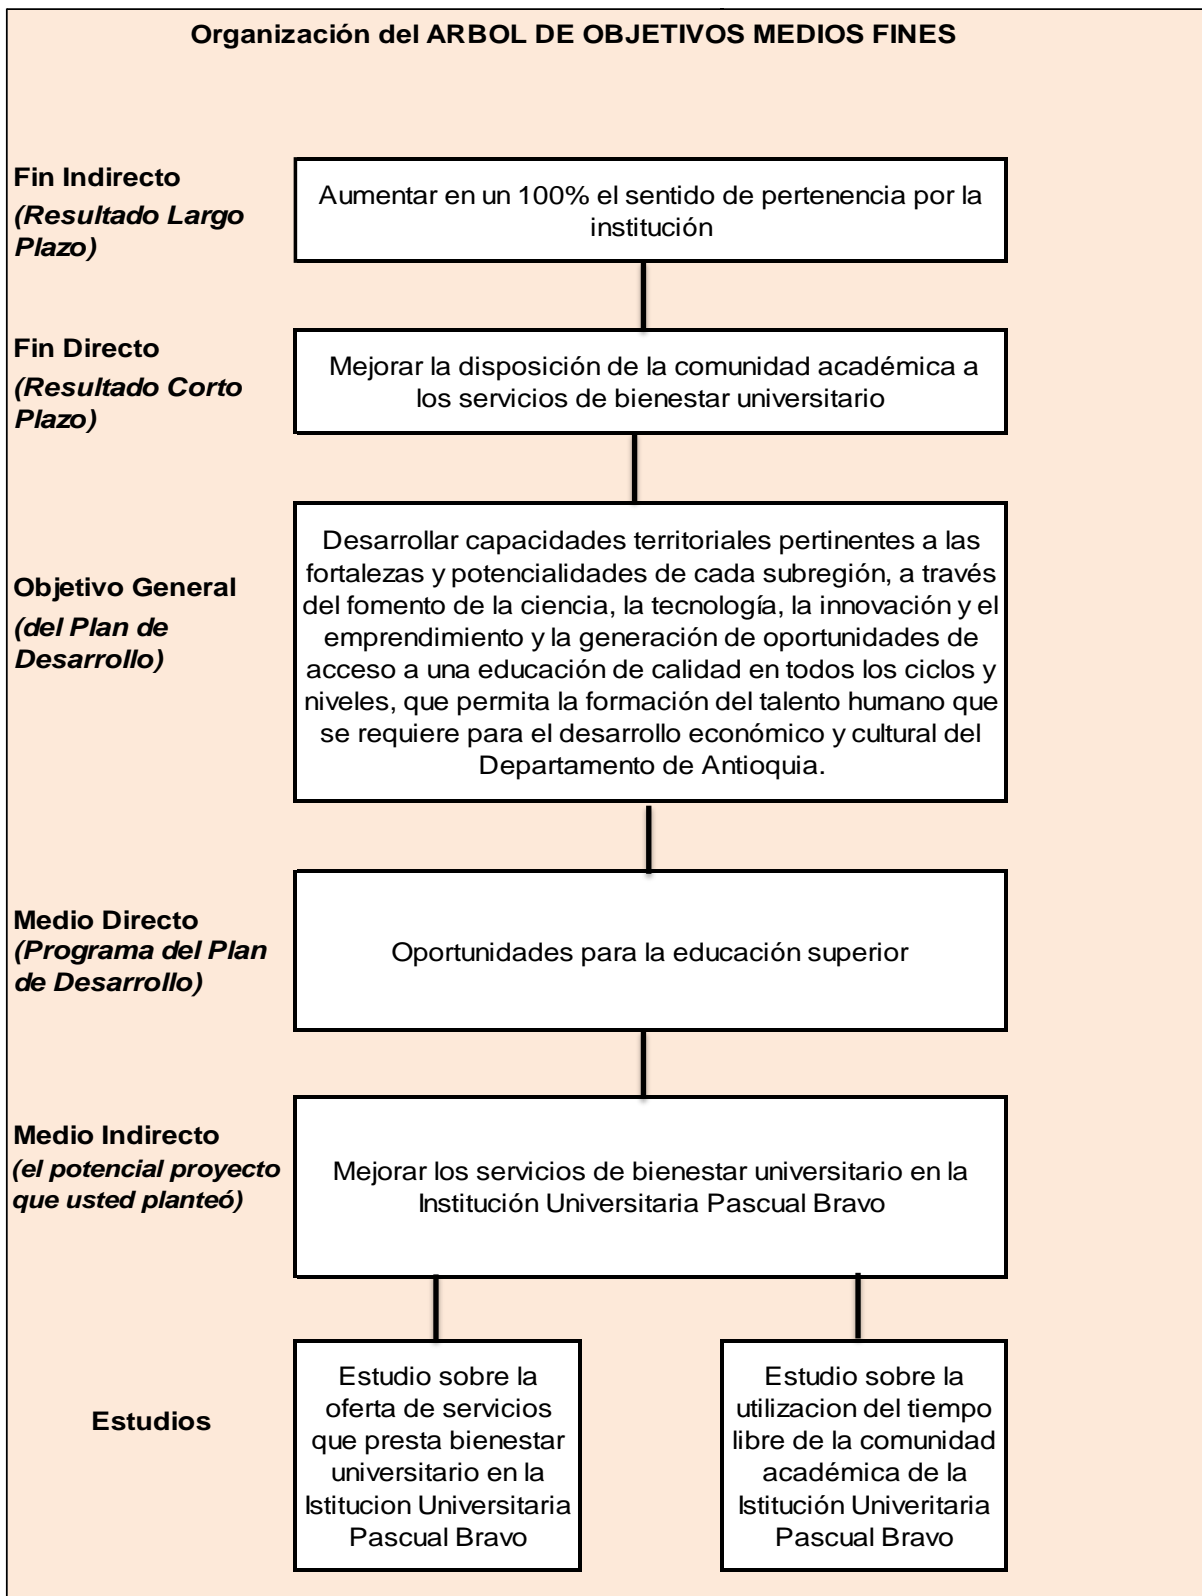 Organización del ARBOL DE OBJETIVOS MEDIOS FINES
Fin Indirecto
(Resultado Largo
Plazo)
Aumentar en un 100% el sentido de pertenencia por la
institución
Fin Directo
(Resultado Corto
Plazo)
Mejorar la disposición de la comunidad académica a
los servicios de bienestar universitario
Objetivo General
(del Plan de
Desarrollo)
Desarrollar capacidades territoriales pertinentes a las
fortalezas y potencialidades de cada subregión, a través
del fomento de la ciencia, la tecnología, la innovación y el
emprendimiento y la generación de oportunidades de
acceso a una educación de calidad en todos los ciclos y
niveles, que permita la formación del talento humano que
se requiere para el desarrollo económico y cultural del
Departamento de Antioquia.
Medio Directo
(Programa del Plan
de Desarrollo)
Oportunidades para la educación superior
Medio Indirecto
(el potencial proyecto
que usted planteó)
Mejorar los servicios de bienestar universitario en la
Institución Universitaria Pascual Bravo
Estudios
Estudio sobre la
oferta de servicios
que presta bienestar
universitario en la
Istitucion Universitaria
Pascual Bravo
Estudio sobre la
utilizacion del tiempo
libre de la comunidad
académica de la
Istitución Univeritaria
Pascual Bravo